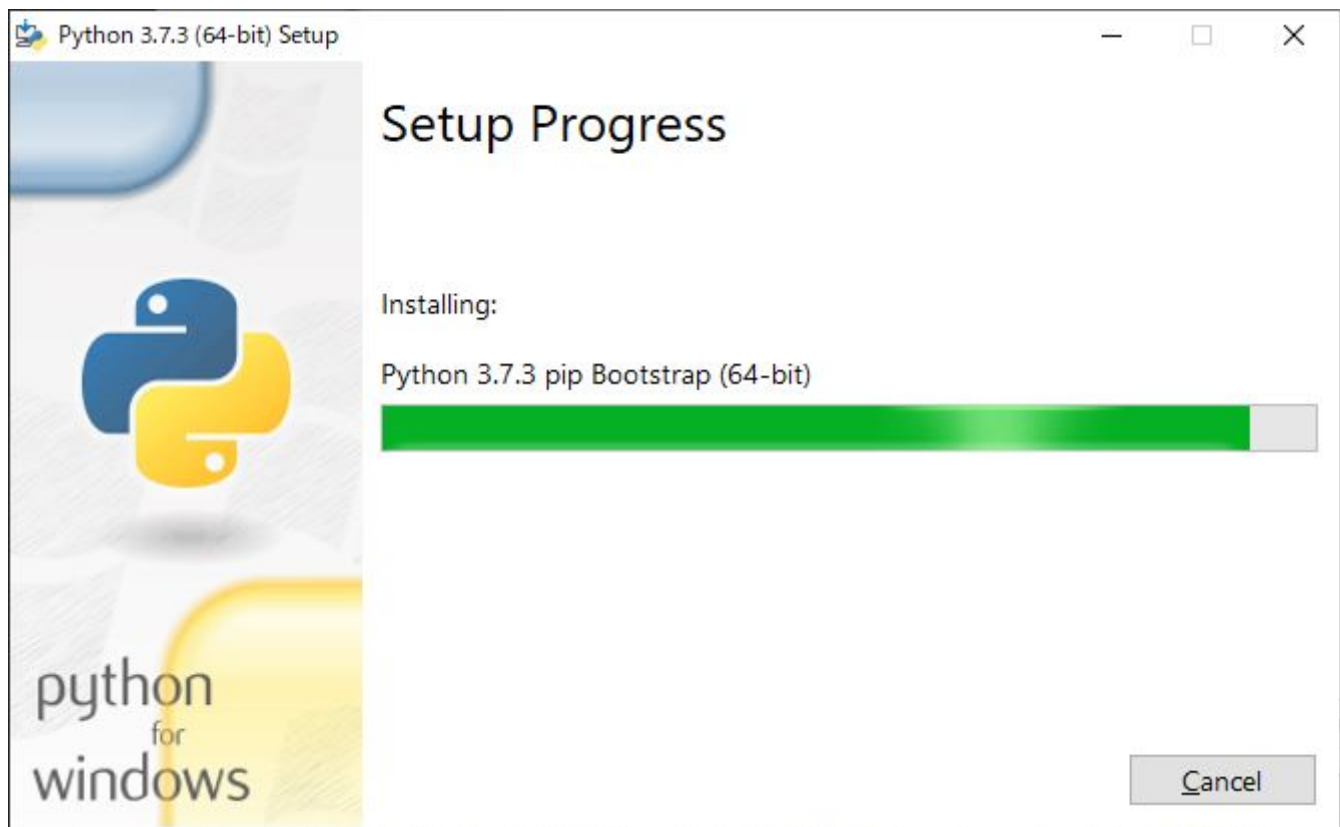 Python 3.7.3 (64-bit) Setup
Setup Progress
Installing:
Python 3.7.3 pip Bootstrap (64-bit)
python
for
windows
Cancel